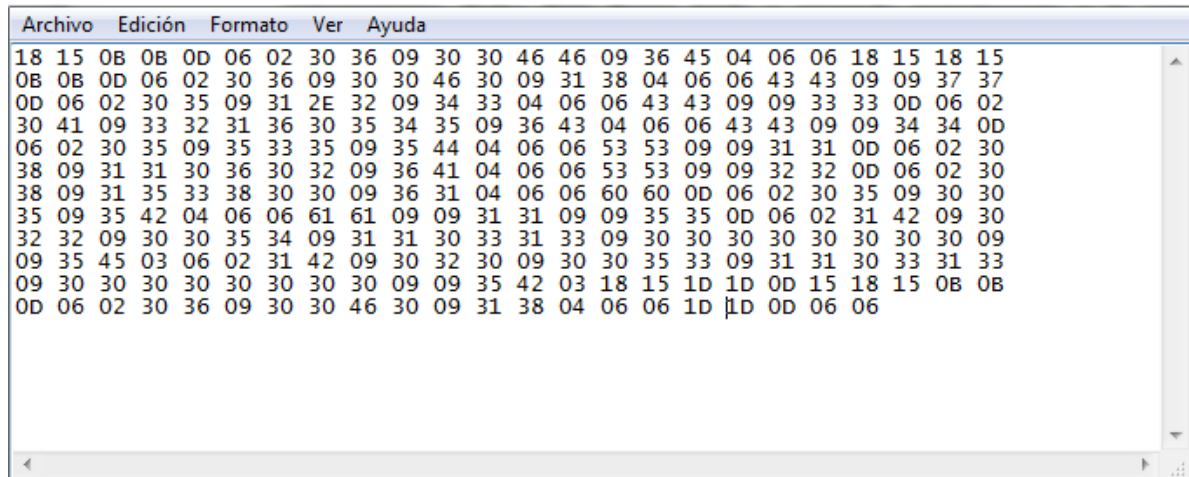 Archivo Edición Formato Ver Ayuda
18 15 0B 0B 0D 06 02 30 36 09 30 30 46 46 09 36 45 04 06 06 18 15 18 15
0B 0B 0D 06 02 30 36 09 30 30 46 30 09 31 38 04 06 06 43 43 09 09 37 37
0D 06 02 30 35 09 31 2E 32 09 34 33 04 06 06 43 43 09 09 33 33 0D 06 02
30 41 09 33 32 31 36 30 35 34 35 09 36 43 04 06 06 43 43 09 09 34 34 0D
06 02 30 35 09 35 33 35 09 35 44 04 06 06 53 53 09 09 31 31 0D 06 02 30
38 09 31 31 30 36 30 32 09 36 41 04 06 06 53 53 09 09 32 32 0D 06 02 30
38 09 31 35 33 38 30 30 09 36 31 04 06 06 60 60 0D 06 02 30 35 09 30 30
35 09 35 42 04 06 06 61 61 09 09 31 31 09 09 35 35 0D 06 02 31 42 09 30
32 32 09 30 30 35 34 09 31 31 30 33 31 33 09 30 30 30 30 30 30 30 30 09
09 35 45 03 06 02 31 42 09 30 32 30 09 30 30 35 33 09 31 31 30 33 31 33
09 30 30 30 30 30 30 30 30 09 09 35 42 03 18 15 1D 1D 0D 15 18 15 0B 0B
0D 06 02 30 36 09 30 30 46 30 09 31 38 04 06 06 1D 1D 0D 06 06